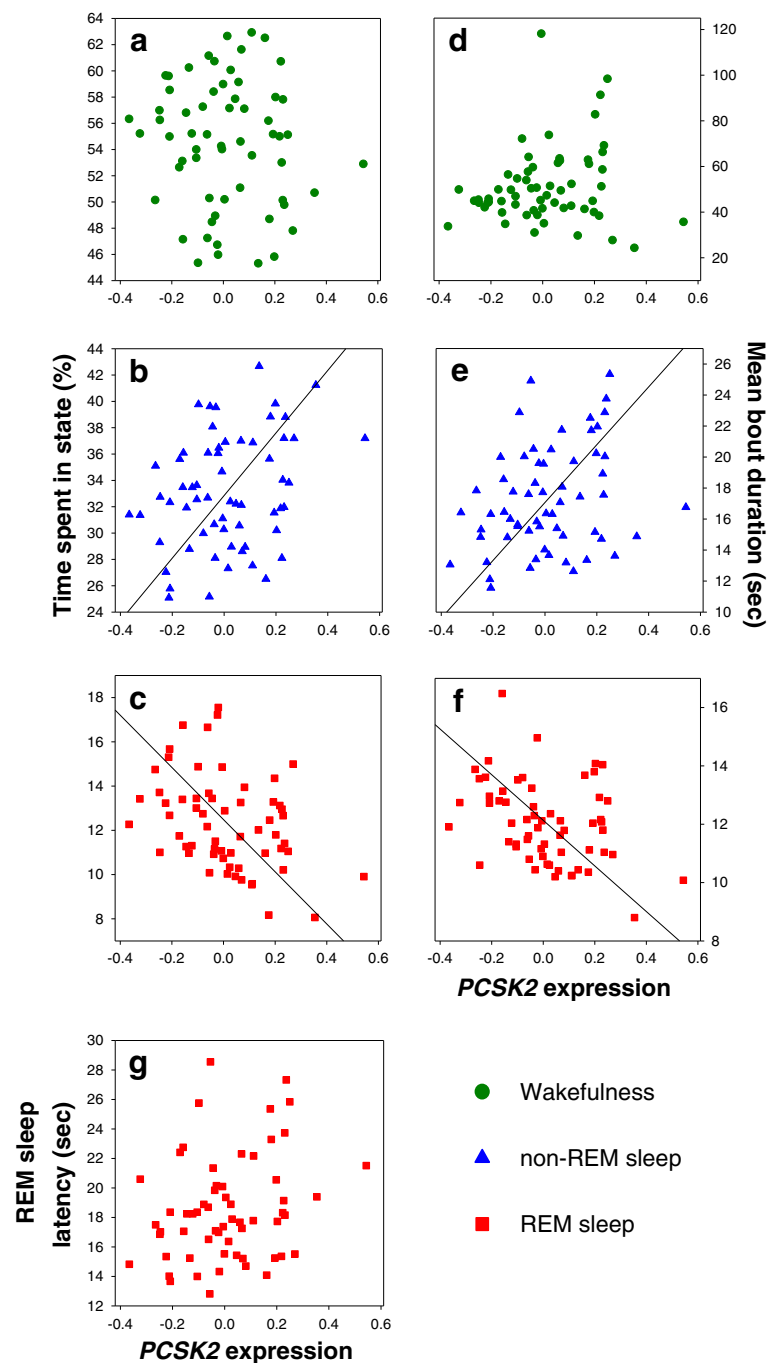 a
64
62
60
58
56
54
52
50
48
46
44
-0.4 -0.2 0.0 0.2 0.4 0.6
d
120
100
80
60
40
20
-0.4 -0.2 0.0 0.2 0.4 0.6
Time spent in state (%)
b
44
42
40
38
36
34
32
30
28
26
24
-0.4 -0.2 0.0 0.2 0.4 0.6
e
26
24
22
20
18
16
14
12
10
-0.4 -0.2 0.0 0.2 0.4 0.6
Mean bout duration (sec)
c
18
16
14
12
10
8
-0.4 -0.2 0.0 0.2 0.4 0.6
f
16
14
12
10
8
-0.4 -0.2 0.0 0.2 0.4 0.6
PCSK2 expression
REM sleep
latency (sec)
g
30
28
26
24
22
20
18
16
14
12
-0.4 -0.2 0.0 0.2 0.4 0.6
PCSK2 expression
Wakefulness
non-REM sleep
REM sleep